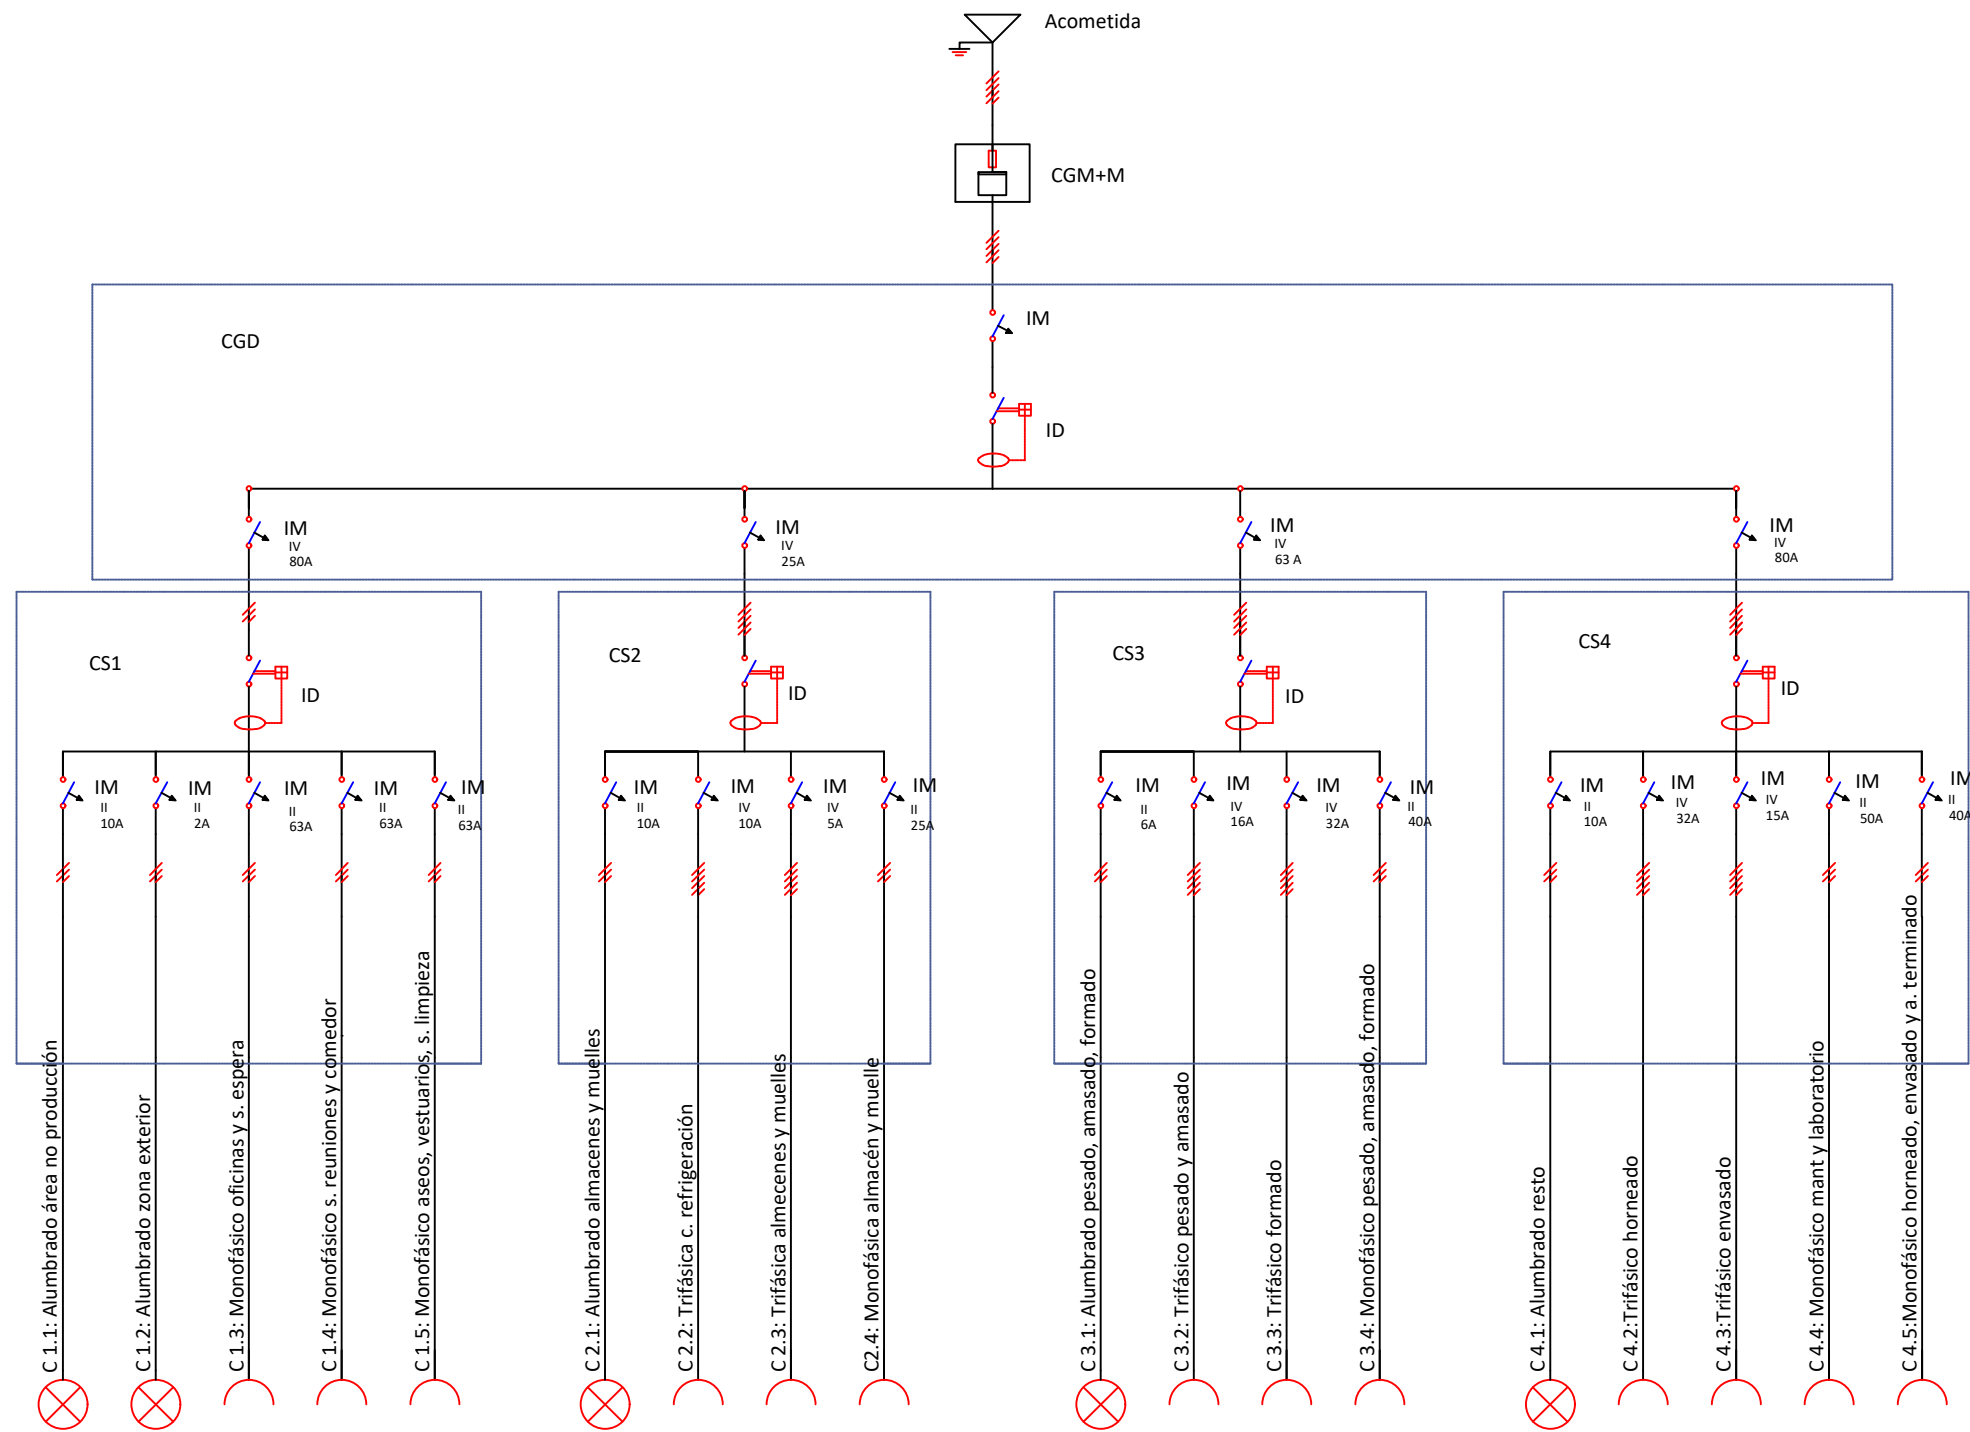 Acometida
CGM+M
IM
CGD
ID
IM
IV
80A
IM
IV
25A
IM
IV
63 A
IM
IV
80A
CS1
ID
CS2
ID
CS3
ID
CS4
ID
IM
II
10A
IM
II
2A
IM
II
63A
IM
II
63A
IM
II
63A
IM
II
10A
IM
IV
10A
IM
IV
5A
IM
II
25A
IM
II
6A
IM
IV
16A
IM
IV
32A
IM
II
40A
IM
II
10A
IM
IV
32A
IM
IV
15A
IM
II
50A
IM
II
40A
C 1.1: Alumbrado área no producción
C 1.2: Alumbrado zona exterior
C 1.3: Monofásico oficinas y s. espera
C 1.4: Monofásico s. reuniones y comedor
C 1.5: Monofásico aseos, vestuarios, s. limpieza
C 2.1: Alumbrado almacenes y muelles
C 2.2: Trifásica c. refrigeración
C 2.3: Trifásica almecenes y muelles
C2.4: Monofásica almacén y muelle
C 3.1: Alumbrado pesado, amasado, formado
C 3.2: Trifásico pesado y amasado
C 3.3: Trifásico formado
C 3.4: Monofásico pesado, amasado, formado
C 4.1: Alumbrado resto
C 4.2:Trifásico horneado
C 4.3:Trifásico envasado
C 4.4: Monofásico mant y laboratorio
C 4.5:Monofásico horneado, envasado y a. terminado